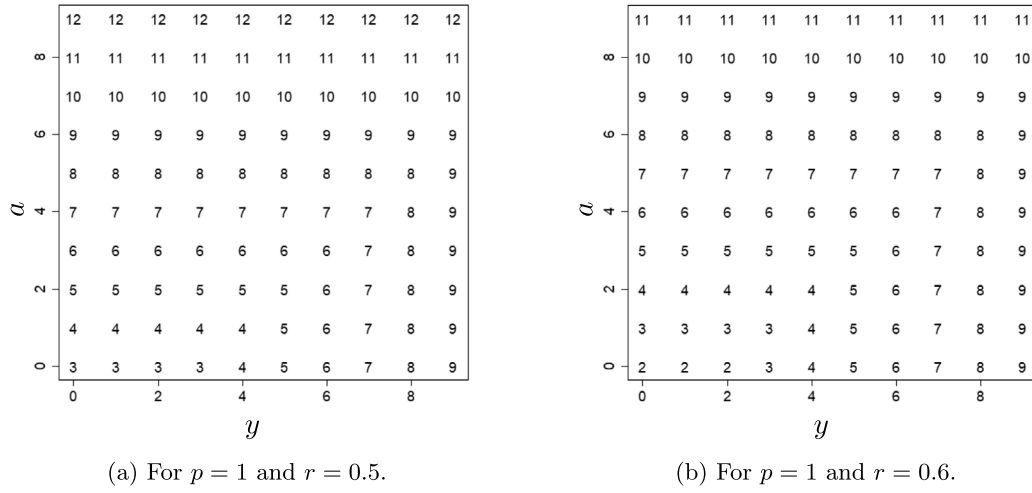 12 12 12 12 12 12 12 12 12 12
8 11 11 11 11 11 11 11 11 11 11
10 10 10 10 10 10 10 10 10 10
6 9 9 9 9 9 9 9 9 9 9
8 8 8 8 8 8 8 8 8 9
a
4 7 7 7 7 7 7 7 7 8 9
6 6 6 6 6 6 6 7 8 9
2 5 5 5 5 5 5 6 7 8 9
4 4 4 4 4 5 6 7 8 9
0 3 3 3 3 4 5 6 7 8 9
0 2 4 6 8
y
(a) For p = 1 and r = 0.5.
11 11 11 11 11 11 11 11 11 11
8 10 10 10 10 10 10 10 10 10 10
9 9 9 9 9 9 9 9 9 9
6 8 8 8 8 8 8 8 8 8 9
7 7 7 7 7 7 7 7 8 9
a
4 6 6 6 6 6 6 6 7 8 9
5 5 5 5 5 5 6 7 8 9
2 4 4 4 4 4 5 6 7 8 9
3 3 3 3 4 5 6 7 8 9
0 2 2 2 3 4 5 6 7 8 9
0 2 4 6 8
y
(b) For p = 1 and r = 0.6.